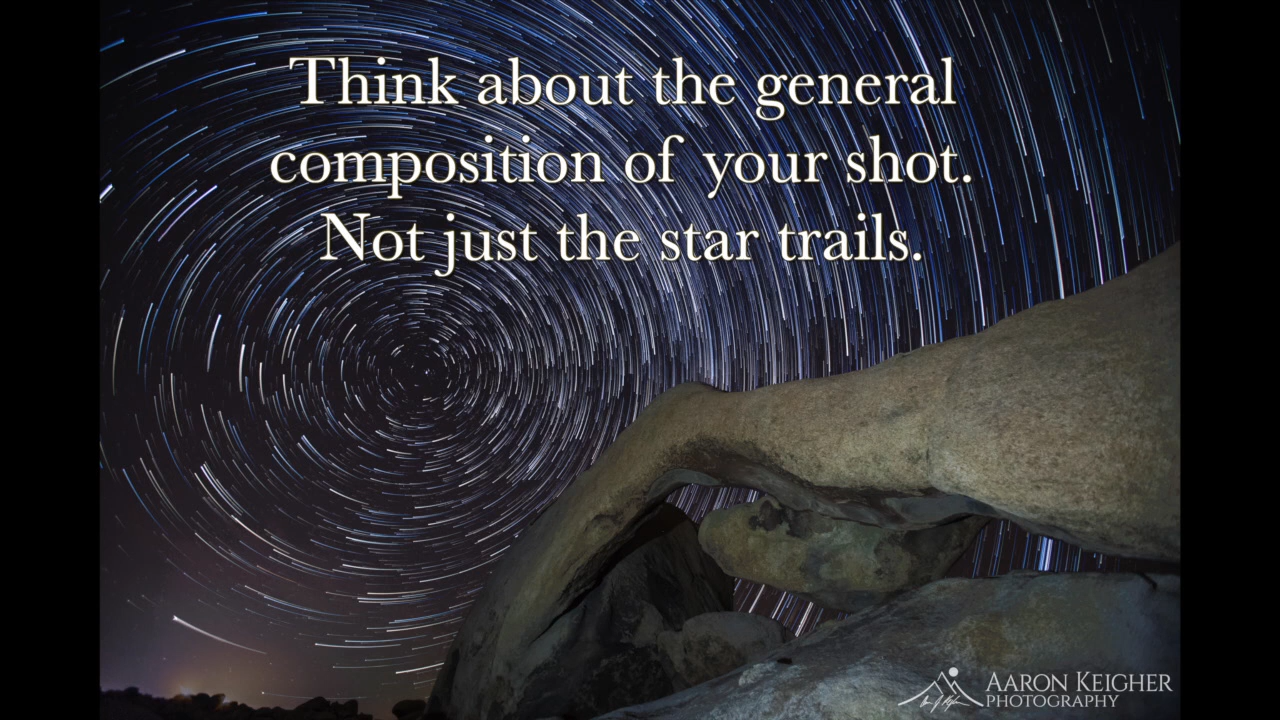 Think about the general
composition of your shot.
Not just the star trails.
AARON KEIGHER
PHOTOGRAPHY